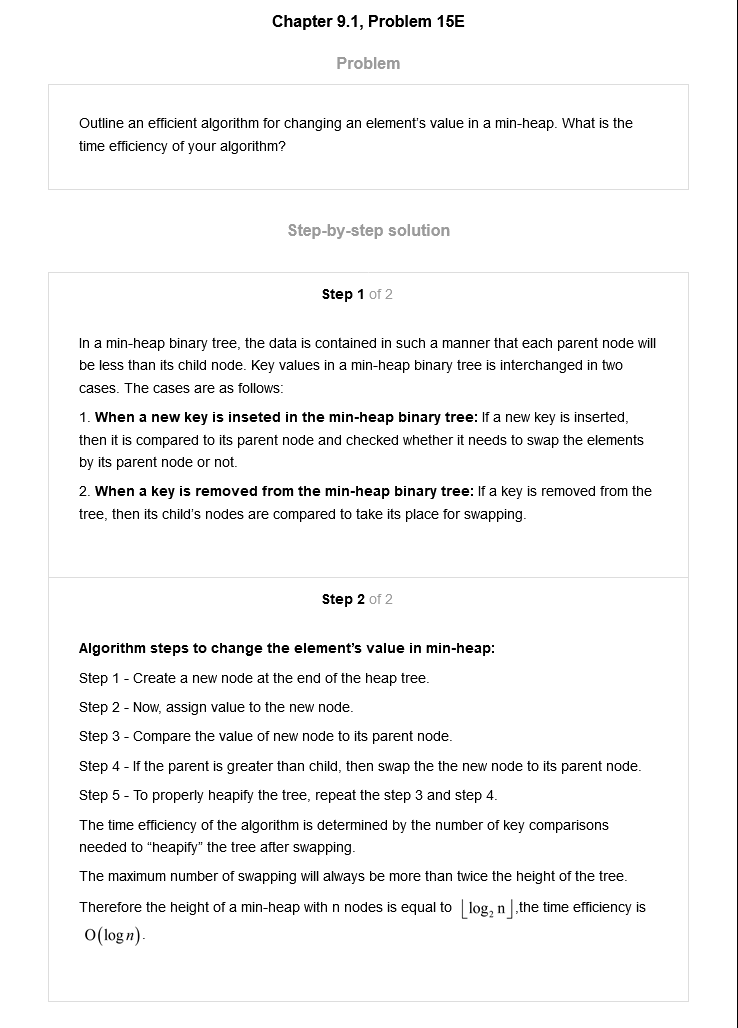 Chapter 9.1, Problem 15E
Problem
Outline an efficient algorithm for changing an element's value in a min-heap. What is the
time efficiency of your algorithm?
Step-by-step solution
Step 1 of 2
In a min-heap binary tree, the data is contained in such a manner that each parent node will
be less than its child node. Key values in a min-heap binary tree is interchanged in two
cases. The cases are as follows:
1. When a new key is inseted in the min-heap binary tree: If a new key is inserted,
then it is compared to its parent node and checked whether it needs to swap the elements
by its parent node or not.
2. When a key is removed from the min-heap binary tree: If a key is removed from the
tree, then its child's nodes are compared to take its place for swapping.
Step 2 of 2
Algorithm steps to change the element's value in min-heap:
Step 1 - Create a new node at the end of the heap tree.
Step 2 - Now, assign value to the new node.
Step 3 - Compare the value of new node to its parent node.
Step 4 - If the parent is greater than child, then swap the the new node to its parent node.
Step 5 - To properly heapify the tree, repeat the step 3 and step 4.
The time efficiency of the algorithm is determined by the number of key comparisons
needed to “heapify” the tree after swapping.
The maximum number of swapping will always be more than twice the height of the tree.
Therefore the height of a min-heap with n nodes is equal to ⌊log₂ n⌋,the time efficiency is
O(log n).